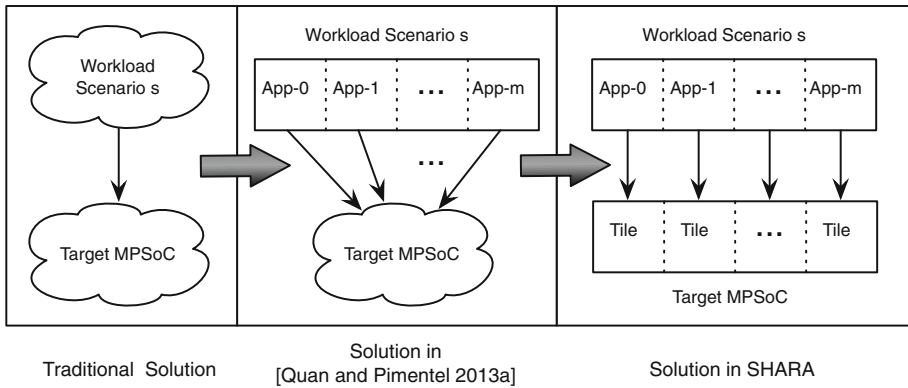 Workload
Scenario s
Target MPSoC
Traditional Solution
Workload Scenario s
App-0 App-1 ... App-m
...
Target MPSoC
Solution in
[Quan and Pimentel 2013a]
Workload Scenario s
App-0 App-1 ... App-m
Tile Tile ... Tile
Target MPSoC
Solution in SHARA